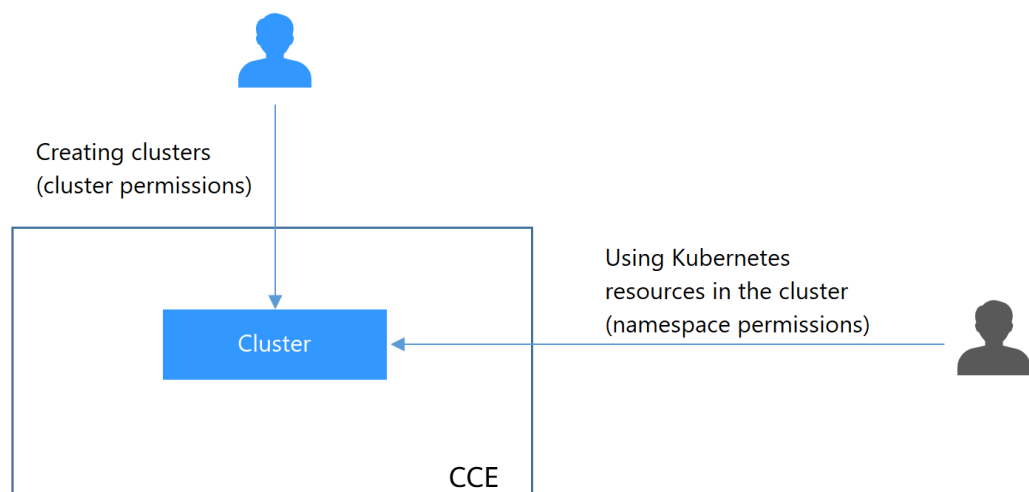 Creating clusters
(cluster permissions)
Using Kubernetes
resources in the cluster
(namespace permissions)
Cluster
CCE